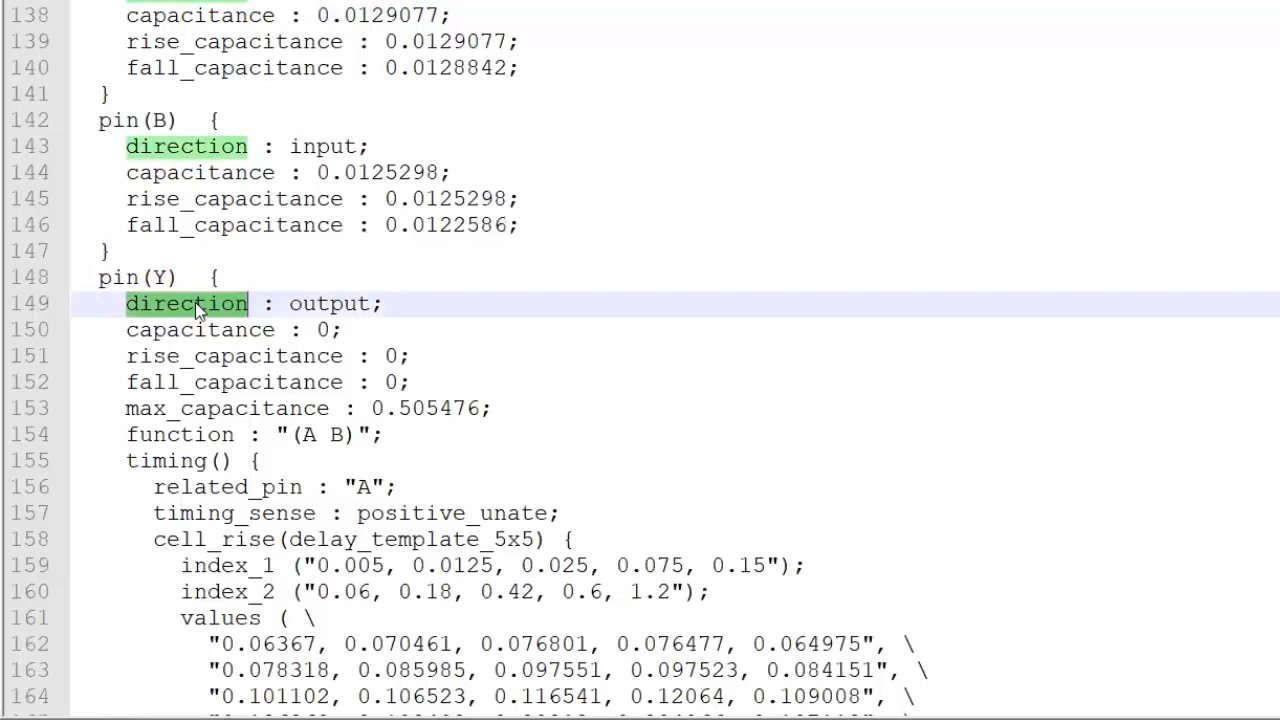 138 capacitance : 0.0129077;
139 rise_capacitance : 0.0129077;
140 fall_capacitance : 0.0128842;
141 }
142 pin(B) {
143 direction : input;
144 capacitance : 0.0125298;
145 rise_capacitance : 0.0125298;
146 fall_capacitance : 0.0122586;
147 }
148 pin(Y) {
149 direction : output;
150 capacitance : 0;
151 rise_capacitance : 0;
152 fall_capacitance : 0;
153 max_capacitance : 0.505476;
154 function : "(A B)";
155 timing() {
156 related_pin : "A";
157 timing_sense : positive_unate;
158 cell_rise(delay_template_5x5) {
159 index_1 ("0.005, 0.0125, 0.025, 0.075, 0.15");
160 index_2 ("0.06, 0.18, 0.42, 0.6, 1.2");
161 values ( \
162 "0.06367, 0.070461, 0.076801, 0.076477, 0.064975", \
163 "0.078318, 0.085985, 0.097551, 0.097523, 0.084151", \
164 "0.101102, 0.106523, 0.116541, 0.12064, 0.109008", \